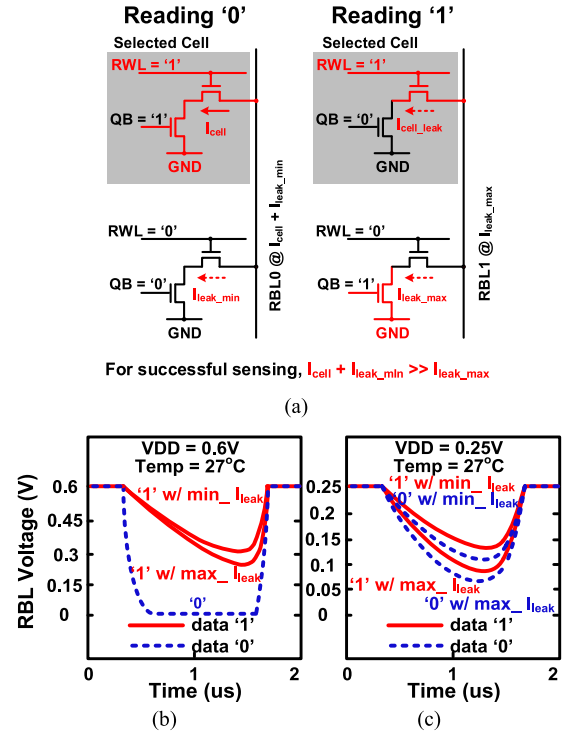 Reading ‘0’ Reading ‘1’
Selected Cell Selected Cell
RWL = ‘1’ RWL = ‘1’
QB = ‘1’ QB = ‘0’
Icell Icell_leak
GND GND
RWL = ‘0’ RWL = ‘0’
QB = ‘0’ QB = ‘1’
Ileak_min Ileak_max
GND GND
RBL0 @ Icell + Ileak_min
RBL1 @ Ileak_max
For successful sensing, Icell + Ileak_min >> Ileak_max
(a)
RBL Voltage (V)
VDD = 0.6V
Temp = 27°C
0.6
0.45
0.3
0.15
0
‘1’ w/ min_ Ileak
‘1’ w/ max_ Ileak
‘0’
data ‘1’
data ‘0’
0 1 2
Time (us)
(b)
VDD = 0.25V
Temp = 27°C
0.25
0.20
0.15
0.10
0.05
0
‘1’ w/ min_ Ileak
‘0’ w/ min_ Ileak
‘1’ w/ max_ Ileak
‘0’ w/ max_ Ileak
data ‘1’
data ‘0’
0 1 2
Time (us)
(c)